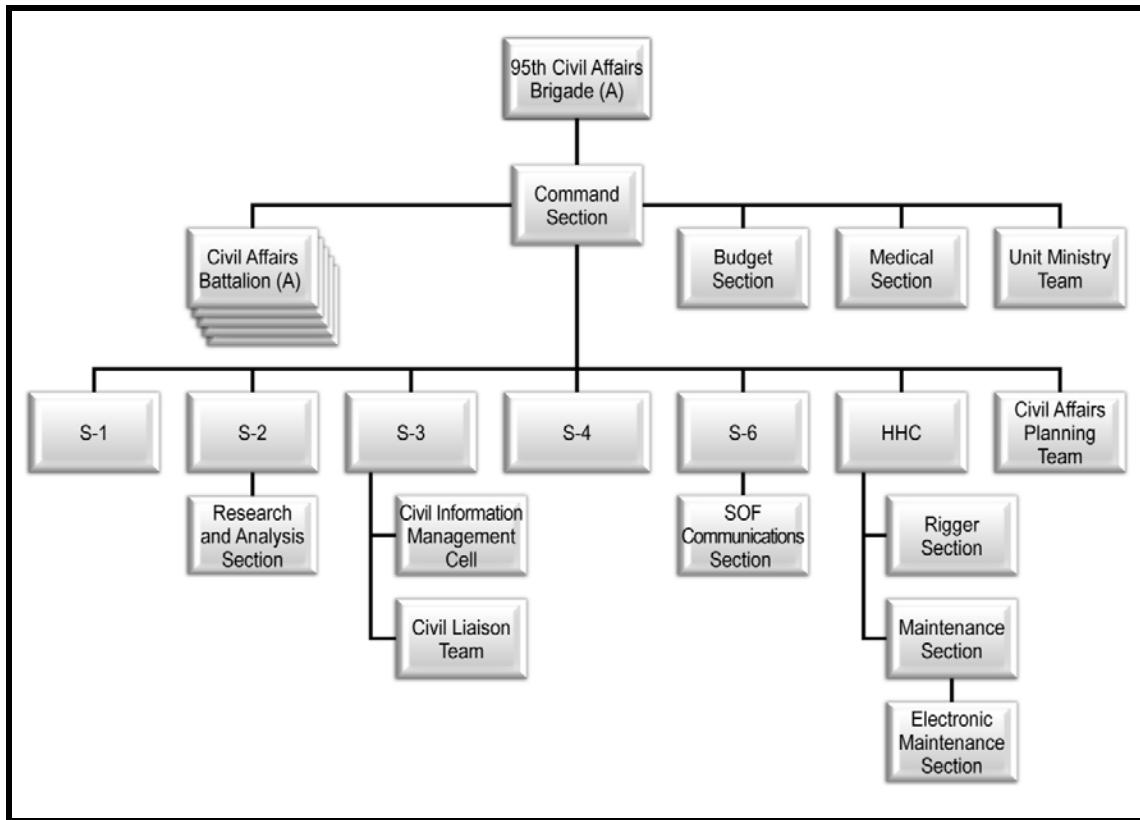 95th Civil Affairs
Brigade (A)
Command
Section
Civil Affairs
Battalion (A)
Budget
Section
Medical
Section
Unit Ministry
Team
S-1
S-2
S-3
S-4
S-6
HHC
Civil Affairs
Planning
Team
Research
and Analysis
Section
Civil Information
Management
Cell
SOF
Communications
Section
Rigger
Section
Civil Liaison
Team
Maintenance
Section
Electronic
Maintenance
Section